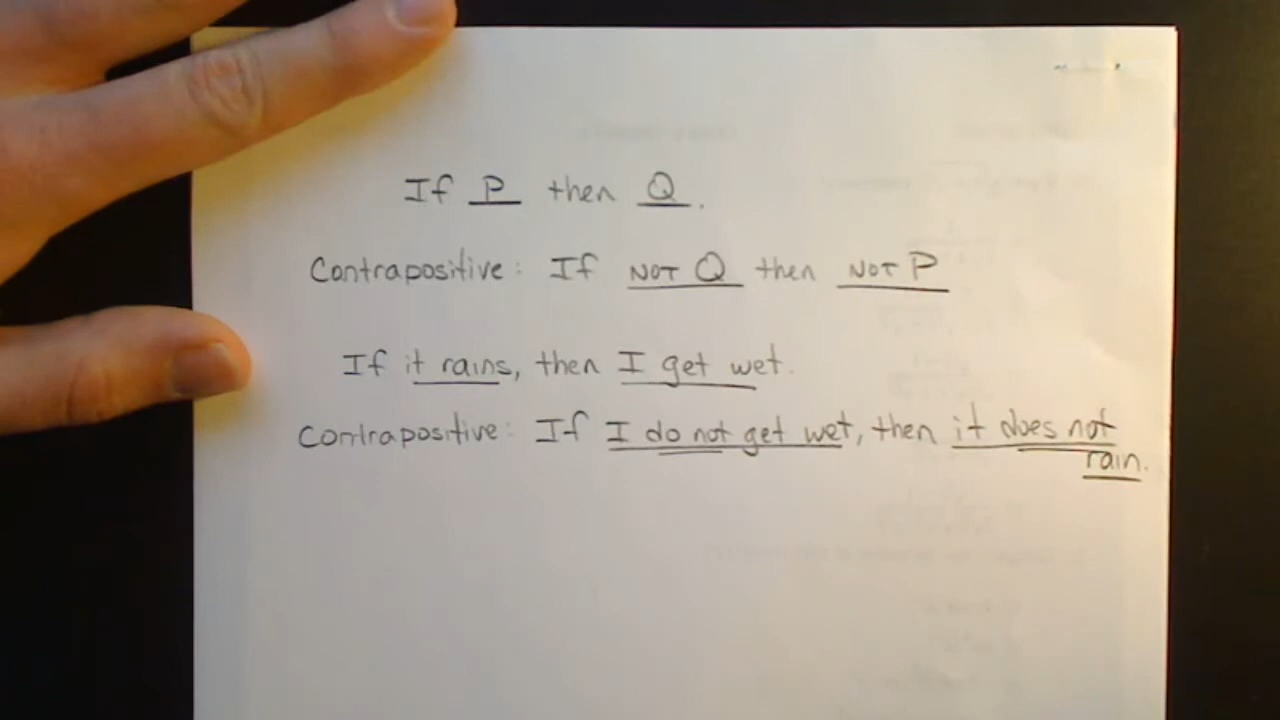 If P then Q.
Contrapositive: If NOT Q then NOT P
If it rains, then I get wet.
Contrapositive: If I do not get wet, then it does not
rain.